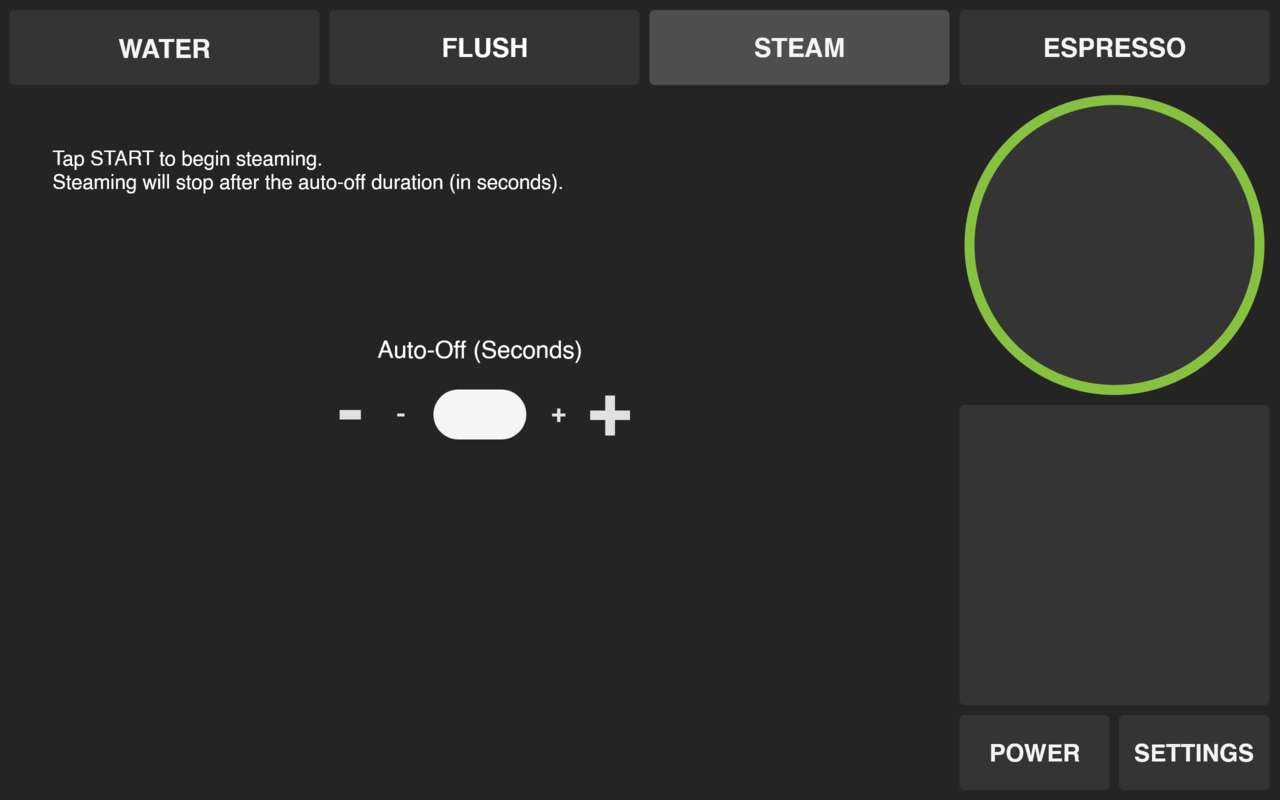 WATER
FLUSH
STEAM
ESPRESSO
Tap START to begin steaming.
Steaming will stop after the auto-off duration (in seconds).
Auto-Off (Seconds)
- - + +
POWER
SETTINGS